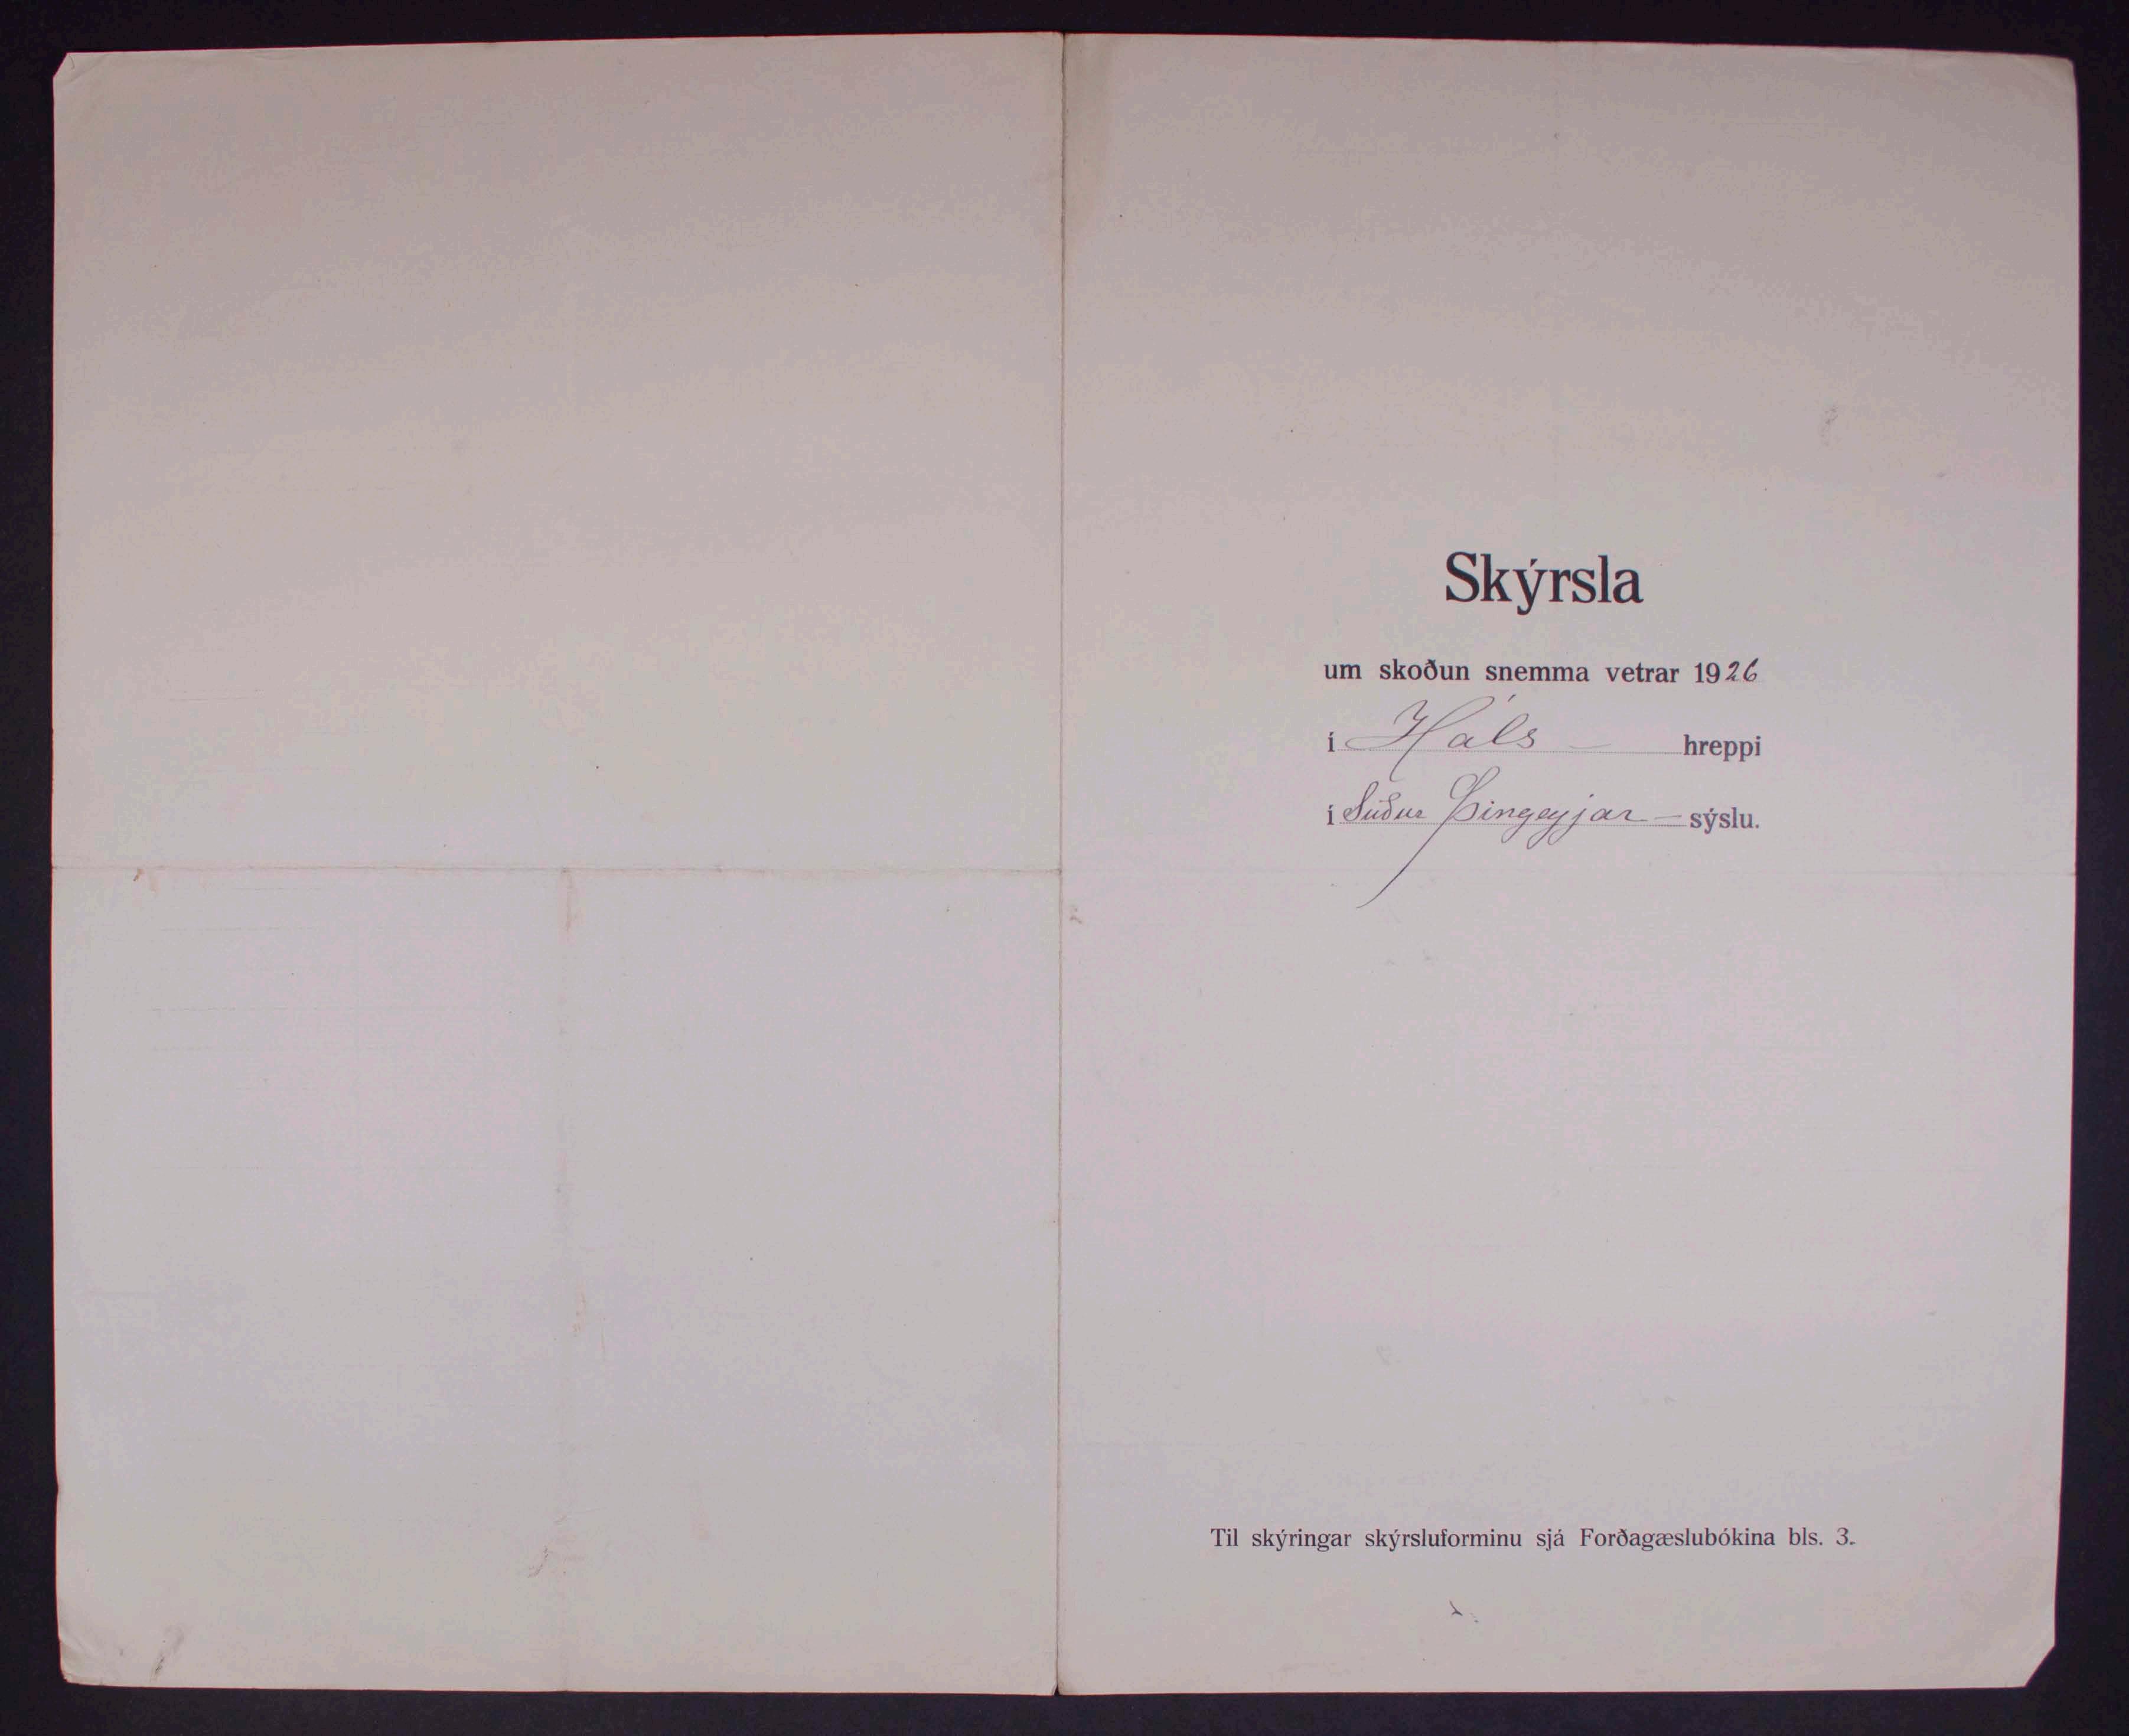 Skýrsla
um skoðun snemma vetrar 1926
í Háls - hreppi
í Suður Þingeyjar - sýslu.
Til skýringar skýrsluforminu sjá Forðagæslubókina bls. 3.